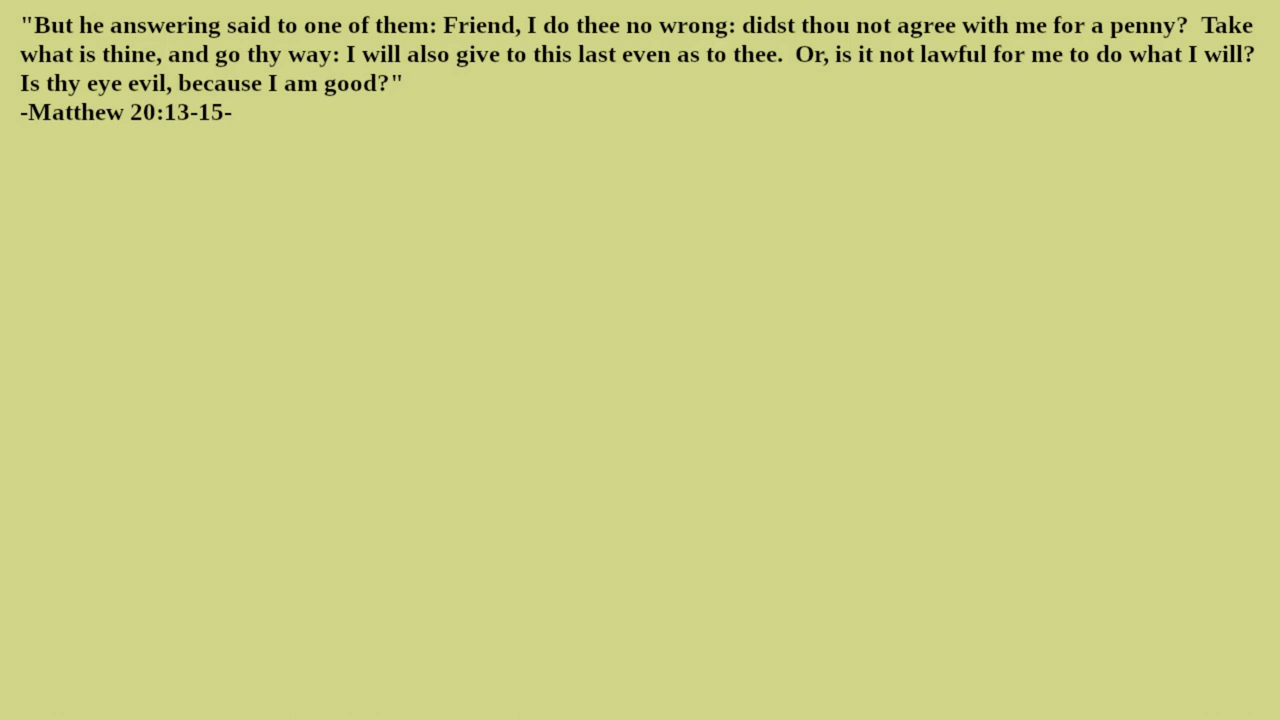 "But he answering said to one of them: Friend, I do thee no wrong: didst thou not agree with me for a penny?  Take
what is thine, and go thy way: I will also give to this last even as to thee.  Or, is it not lawful for me to do what I will?
Is thy eye evil, because I am good?"
-Matthew 20:13-15-